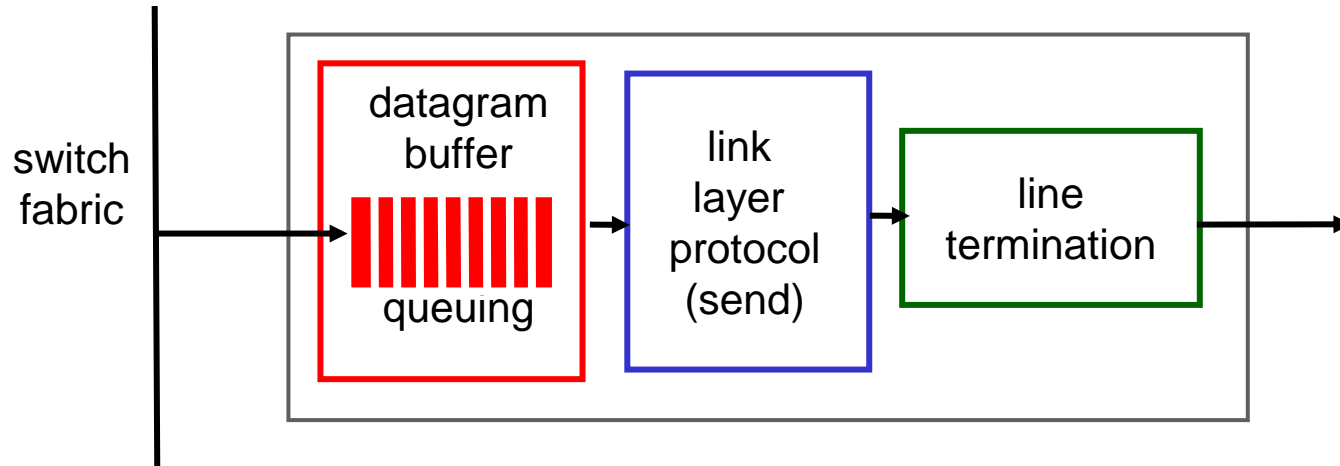 switch
fabric
datagram
buffer
queuing
link
layer
protocol
(send)
line
termination